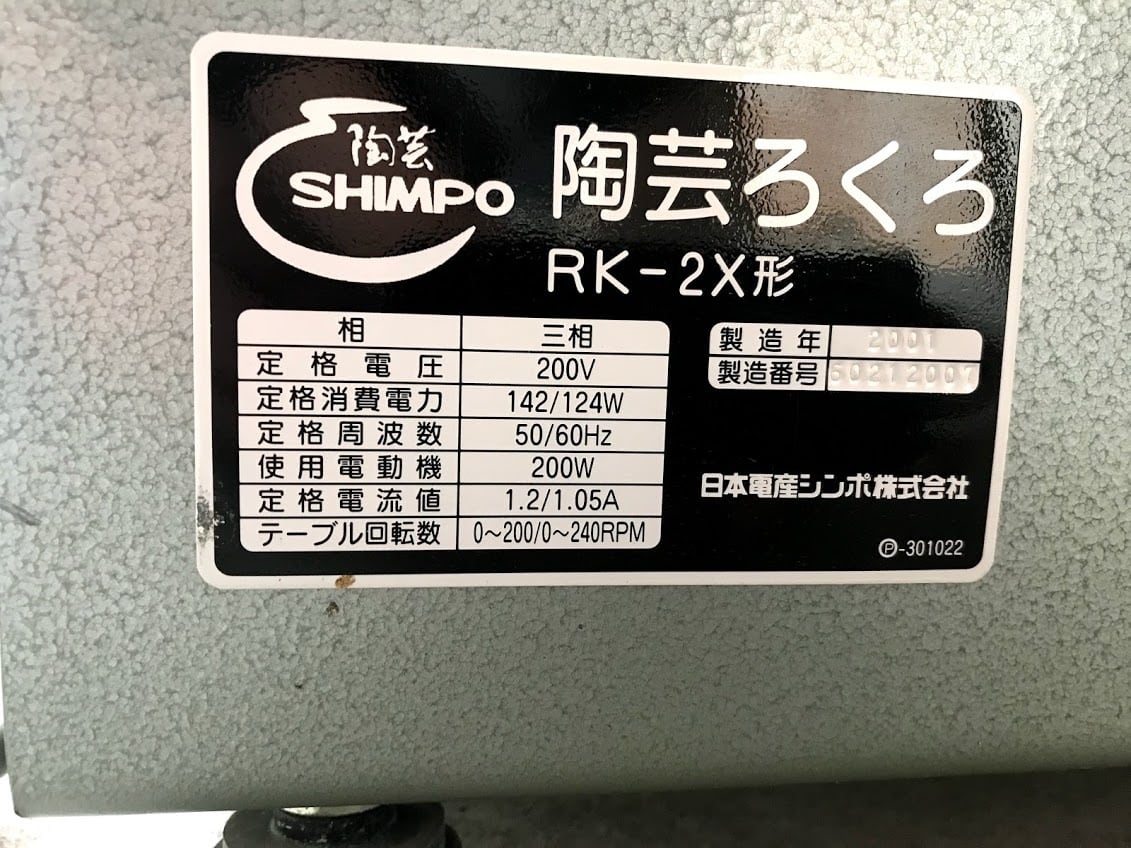 陶芸
SHIMPO
陶芸ろくろ
RK-2X形
相 三相
定格電圧 200V
定格消費電力 142/124W
定格周波数 50/60Hz
使用電動機 200W
定格電流値 1.2/1.05A
テーブル回転数 0～200/0～240RPM
製造年 2001
製造番号
日本電産シンポ株式会社
Ⓟ-301022